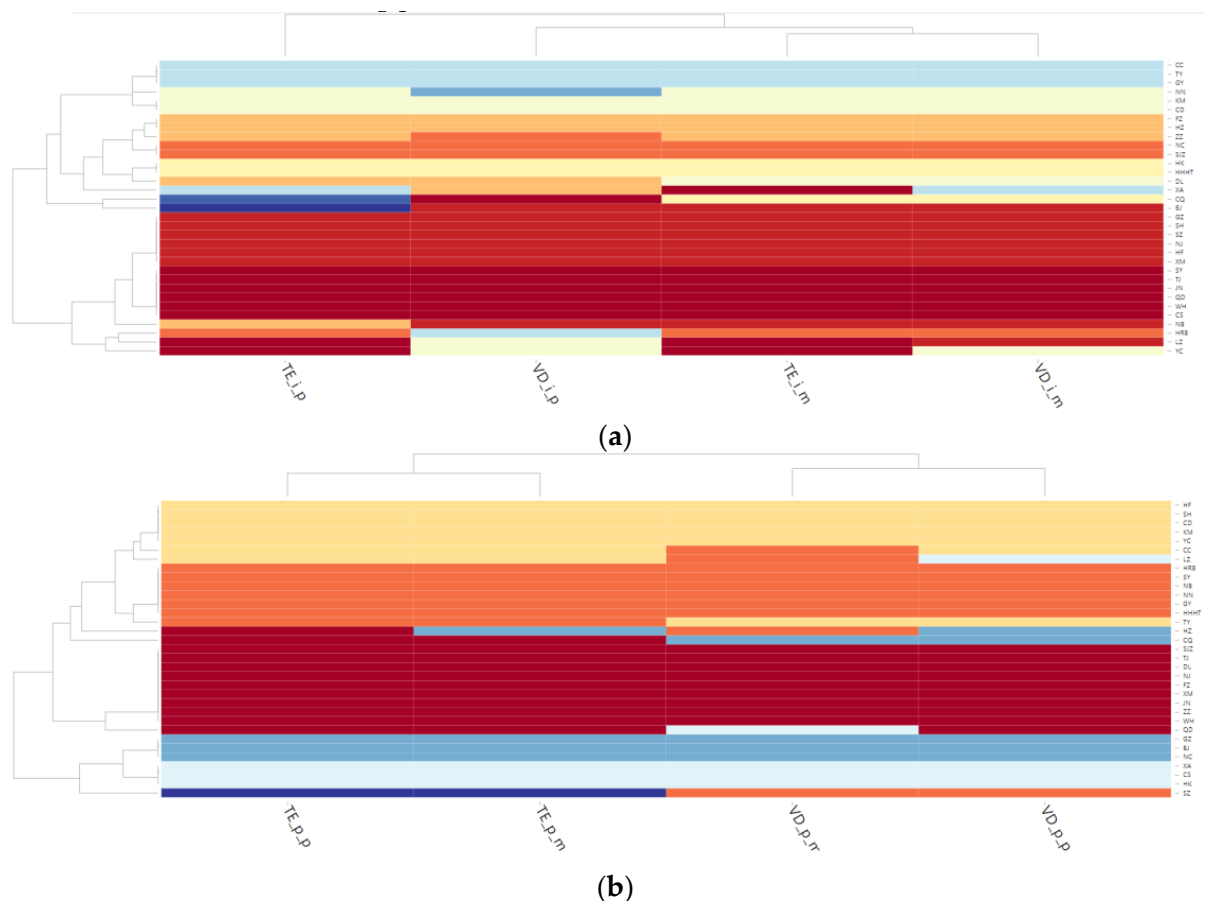 CC
TY
GY
NN
KM
CD
FZ
HZ
ZZ
NC
SJZ
HK
HHHT
DL
XA
CQ
BJ
GZ
SH
SZ
NJ
HF
XM
SY
TJ
JN
QD
WH
CS
NB
HRB
LZ
YC
TE_i_p VD_i_p TE_i_m VD_i_m
(a)
HF
SH
CD
KM
YC
CC
LZ
HRB
SY
NB
NN
GY
HHHT
TY
HZ
CQ
SJZ
TJ
DL
NJ
FZ
XM
JN
ZZ
WH
QD
GZ
BJ
NC
XA
CS
HK
SZ
TE_p_p TE_p_m VD_p_m VD_p_p
(b)